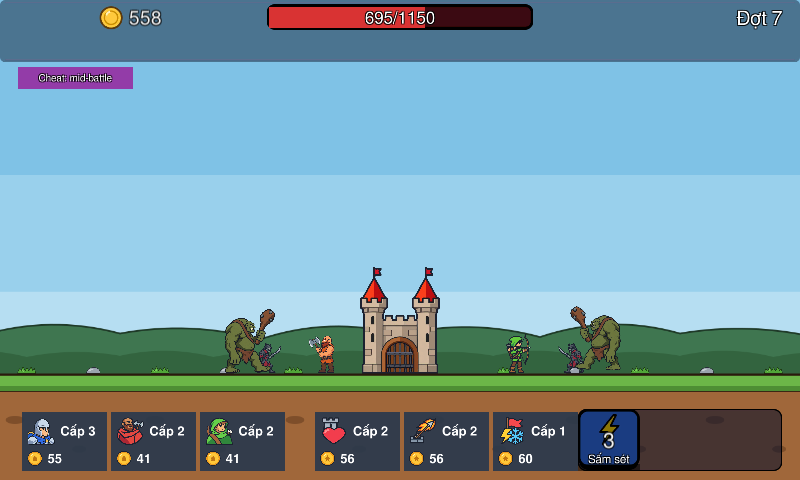 558
695/1150
Đợt 7
Cheat: mid-battle
Cấp 3
55
Cấp 2
41
Cấp 2
41
Cấp 2
56
Cấp 2
56
Cấp 1
60
3
Sấm sét